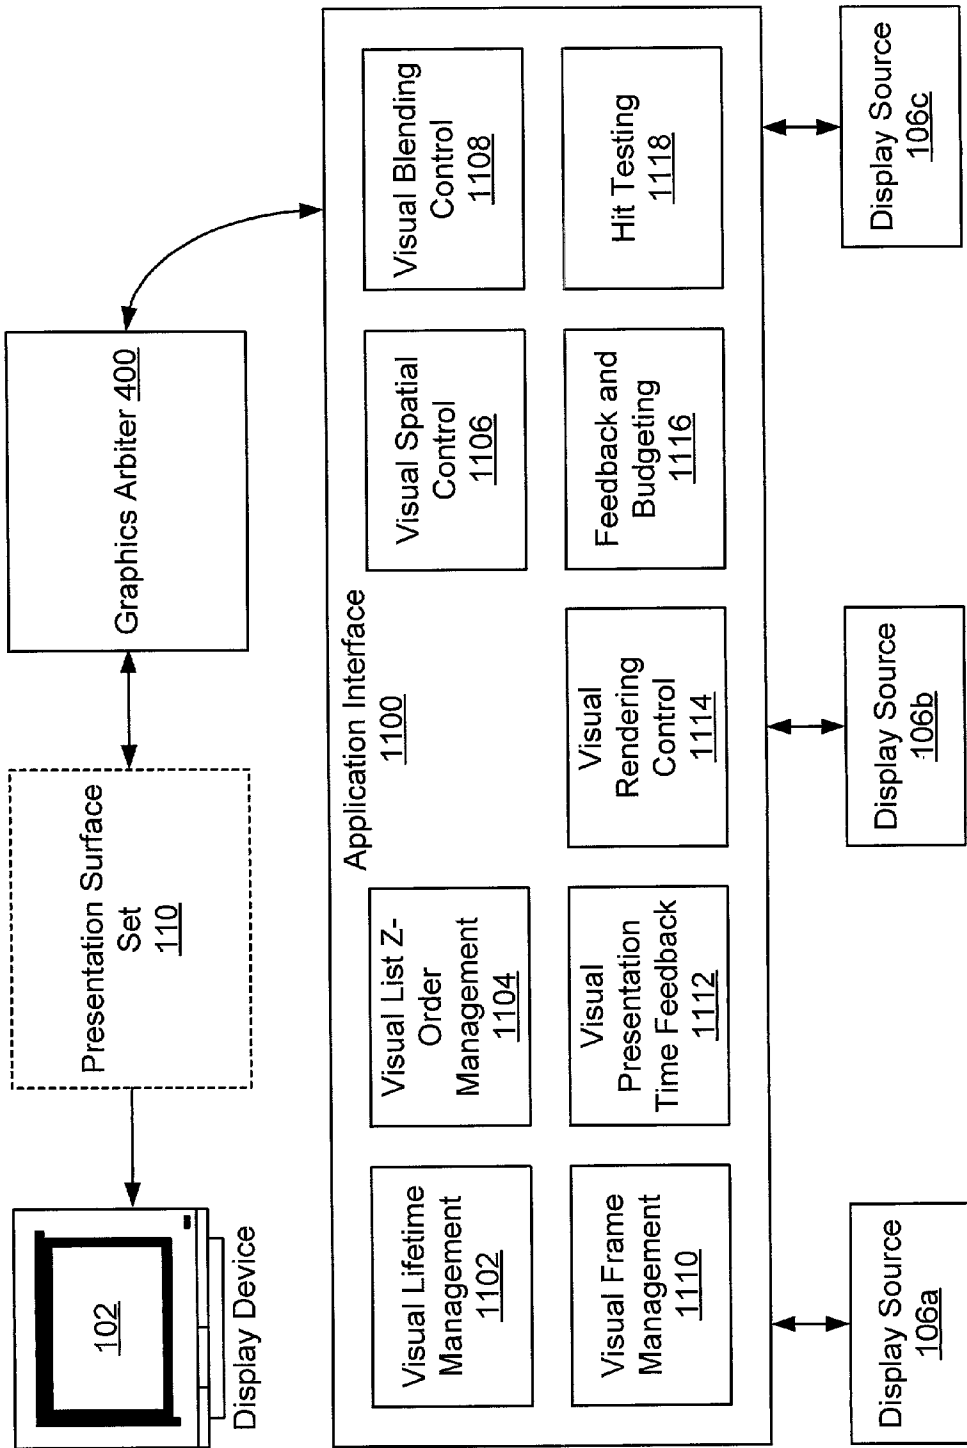 102
Display Device
Presentation Surface
Set
110
Graphics Arbiter 400
Application Interface
1100
Visual Lifetime
Management
1102
Visual List Z-
Order
Management
1104
Visual Spatial
Control
1106
Visual Blending
Control
1108
Visual Frame
Management
1110
Visual
Presentation
Time Feedback
1112
Visual
Rendering
Control
1114
Feedback and
Budgeting
1116
Hit Testing
1118
Display Source
106a
Display Source
106b
Display Source
106c